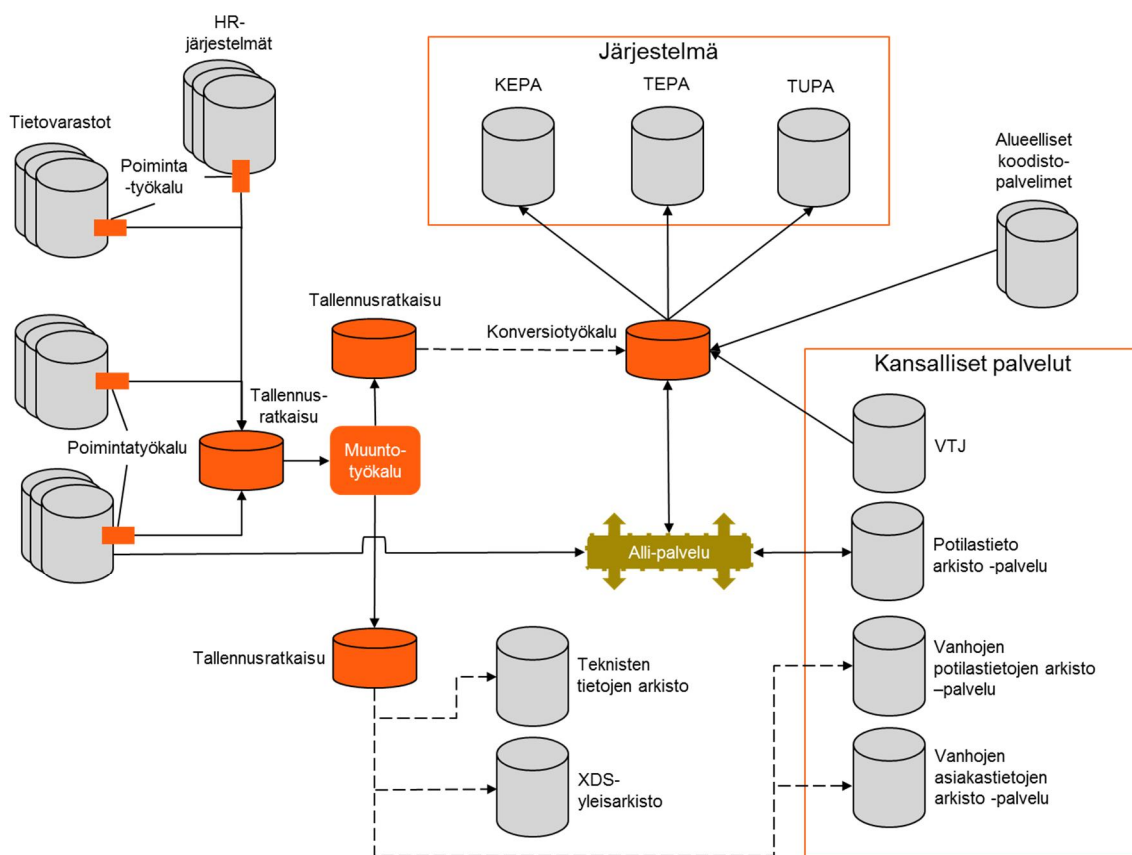 HR-
järjestelmät
Järjestelmä
KEPA
TEPA
TUPA
Tietovarastot
Poiminta
-työkalu
Alueelliset
koodisto-
palvelimet
Tallennusratkaisu
Konversiotyökalu
Kansalliset palvelut
Tallennus-
ratkaisu
Poimintatyökalu
Muunto-
työkalu
VTJ
Alli-palvelu
Potilastieto
arkisto -palvelu
Tallennusratkaisu
Teknisten
tietojen arkisto
Vanhojen
potilastietojen arkisto
–palvelu
XDS-
yleisarkisto
Vanhojen
asiakastietojen
arkisto -palvelu